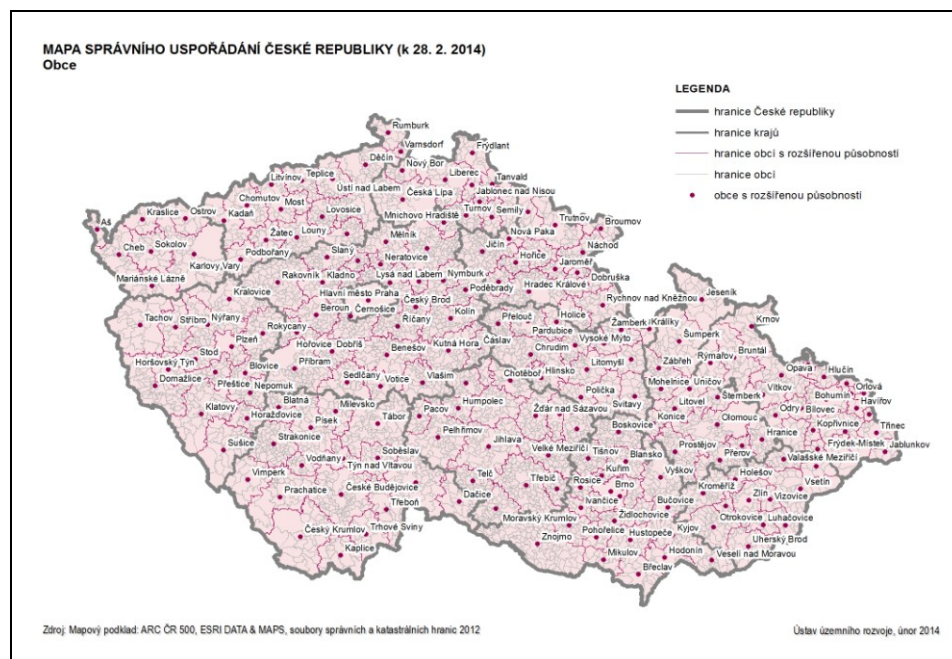 MAPA SPRÁVNÍHO USPOŘÁDÁNÍ ČESKÉ REPUBLIKY (k 28. 2. 2014)
Obce
LEGENDA
hranice České republiky
hranice krajů
hranice obcí s rozšířenou působností
hranice obcí
obce s rozšířenou působností
Rumburk
Varnsdorf
Frýdlant
Děčín
Nový Bor
Liberec
Tanvald
Litvínov
Teplice
Ústí nad Labem
Česká Lípa
Jablonec nad Nisou
Chomutov
Most
Lovosice
Mnichovo Hradiště
Turnov
Semily
Trutnov
Broumov
Aš
Kraslice
Ostrov
Kadaň
Žatec
Louny
Mělník
Nová Paka
Náchod
Cheb
Sokolov
Karlovy Vary
Podbořany
Slaný
Neratovice
Jičín
Hořice
Jaroměř
Dobruška
Mariánské Lázně
Rakovník
Kladno
Lysá nad Labem
Nymburk
Poděbrady
Hradec Králové
Rychnov nad Kněžnou
Jeseník
Kralovice
Hlavní město Praha
Beroun
Černošice
Český Brod
Kolín
Přelouč
Holice
Žamberk
Králíky
Krnov
Tachov
Stříbro
Nýřany
Rokycany
Říčany
Pardubice
Vysoké Mýto
Šumperk
Plzeň
Hořovice
Dobříš
Benešov
Kutná Hora
Čáslav
Chrudim
Litomyšl
Zábřeh
Rýmařov
Bruntál
Opava
Hlučín
Horšovský Týn
Stod
Blovice
Příbram
Sedlčany
Votice
Vlašim
Chotěboř
Hlinsko
Polička
Mohelnice
Uničov
Šternberk
Vítkov
Bohumín
Orlová
Havířov
Domažlice
Přeštice
Nepomuk
Blatná
Milevsko
Humpolec
Žďár nad Sázavou
Svitavy
Litovel
Konice
Olomouc
Odry
Bílovec
Kopřivnice
Třinec
Klatovy
Horažďovice
Písek
Tábor
Pacov
Pelhřimov
Jihlava
Boskovice
Hranice
Frýdek-Místek
Jablunkov
Sušice
Strakonice
Soběslav
Velké Meziříčí
Tišnov
Blansko
Prostějov
Přerov
Valašské Meziříčí
Vodňany
Týn nad Vltavou
Kuřim
Vyškov
Holešov
Vsetín
Vimperk
České Budějovice
Telč
Třebíč
Rosice
Brno
Kroměříž
Zlín
Vizovice
Prachatice
Třeboň
Dačice
Ivančice
Bučovice
Židlochovice
Otrokovice
Luhačovice
Český Krumlov
Trhové Sviny
Moravský Krumlov
Pohořelice
Hustopeče
Kyjov
Uherský Brod
Kaplice
Znojmo
Mikulov
Hodonín
Veselí nad Moravou
Břeclav
Zdroj: Mapový podklad: ARC ČR 500, ESRI DATA & MAPS, soubory správních a katastrálních hranic 2012
Ústav územního rozvoje, únor 2014